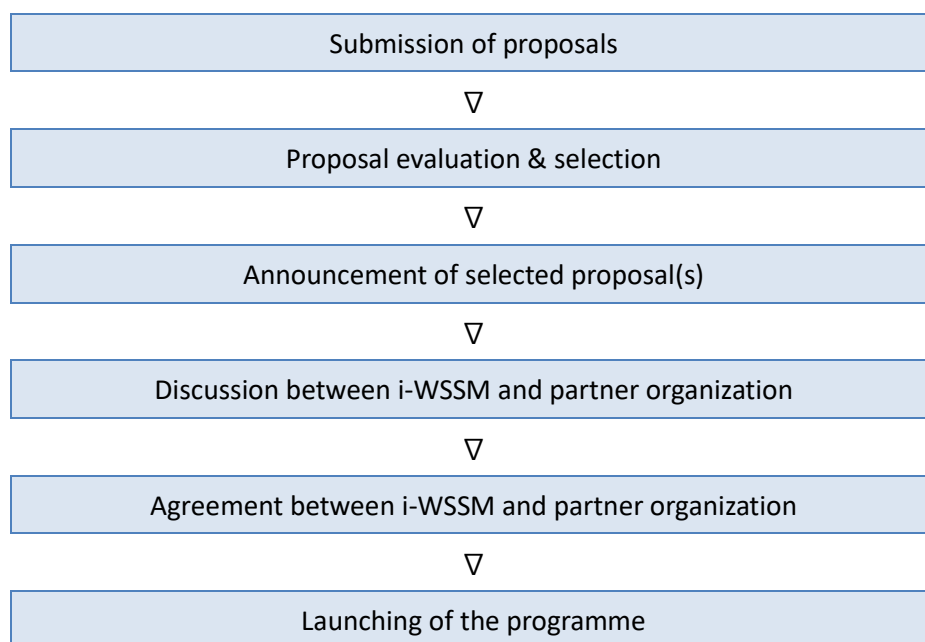 Submission of proposals
∇
Proposal evaluation & selection
∇
Announcement of selected proposal(s)
∇
Discussion between i-WSSM and partner organization
∇
Agreement between i-WSSM and partner organization
∇
Launching of the programme